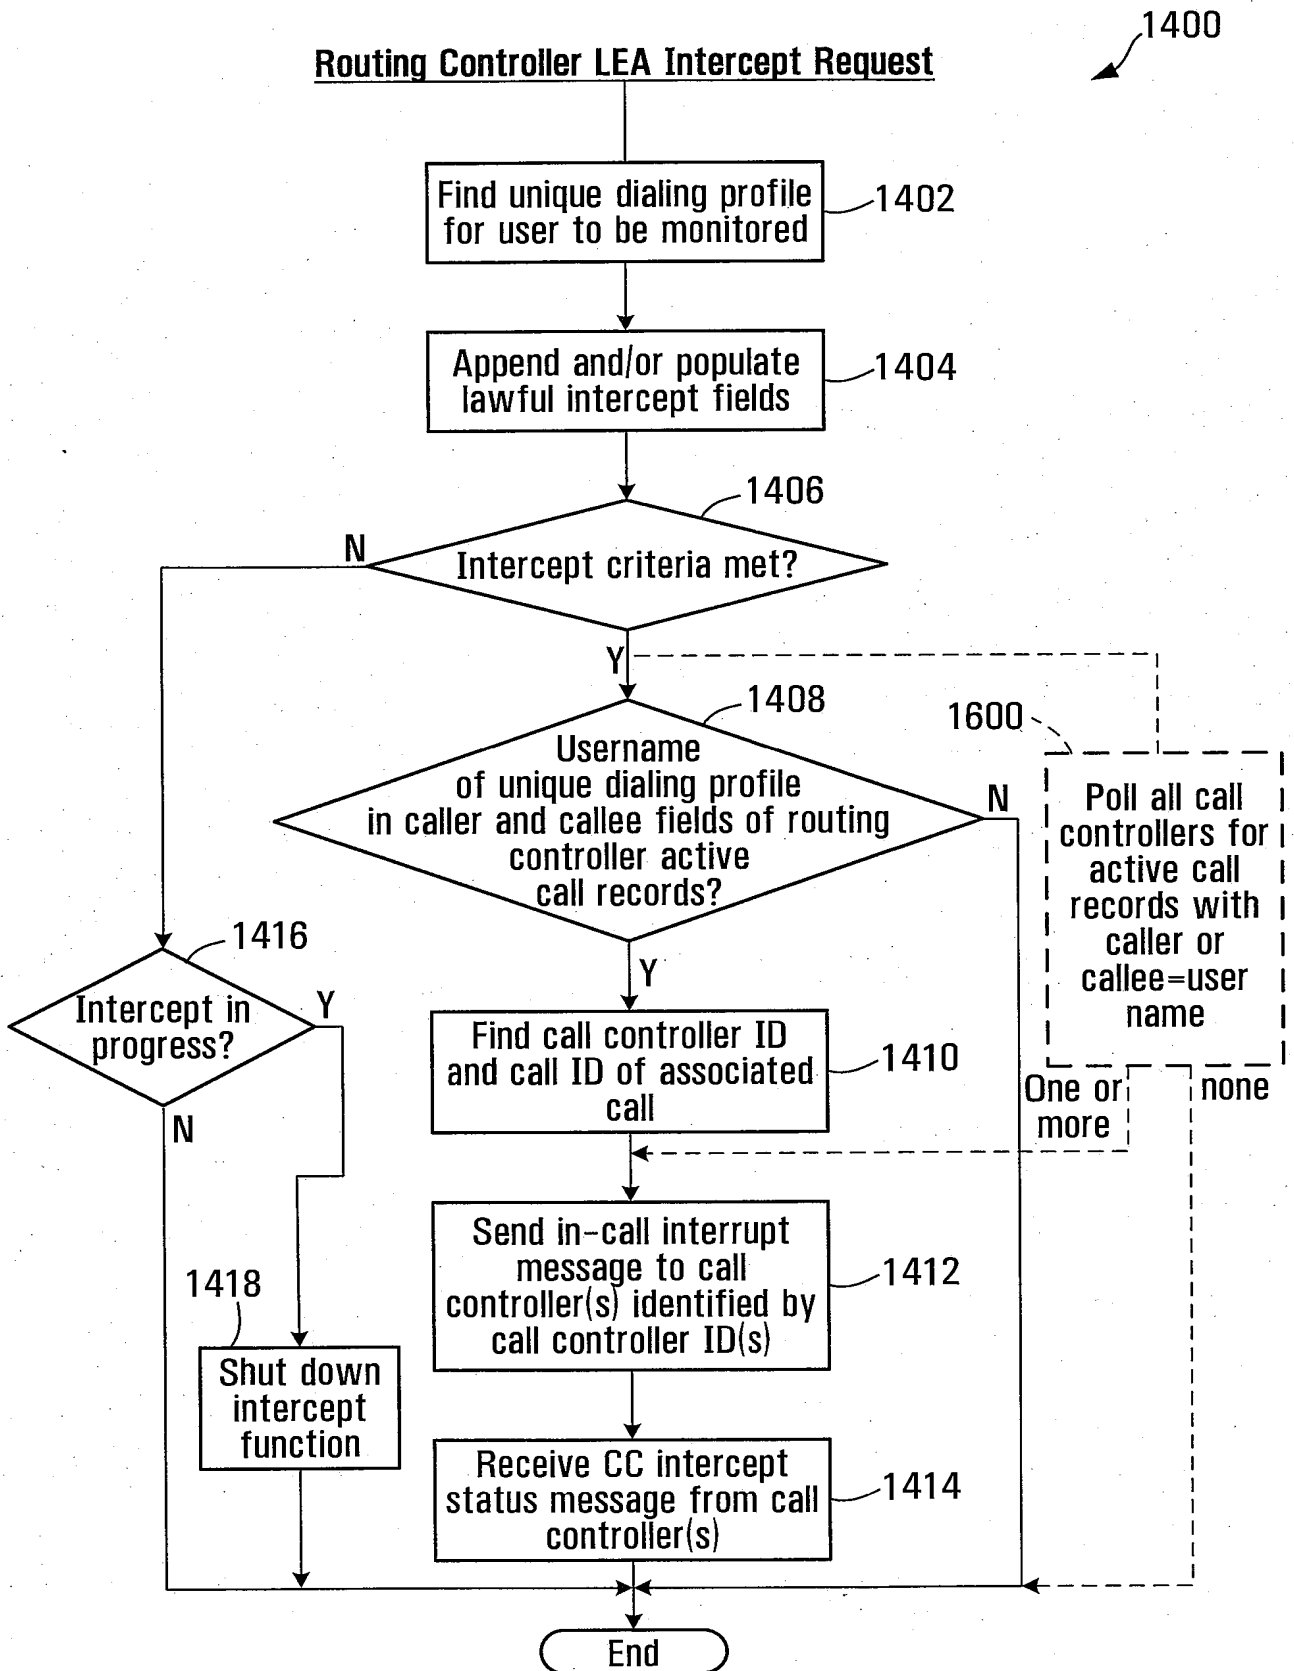 1400
Routing Controller LEA Intercept Request
Find unique dialing profile
for user to be monitored
1402
Append and/or populate
lawful intercept fields
1404
1406
Intercept criteria met?
N
Y
1408
Username
of unique dialing profile
in caller and callee fields of routing
controller active
call records?
N
Y
1600
Poll all call
controllers for
active call
records with
caller or
callee=user
name
One or
more
none
1416
Intercept in
progress?
Y
N
Find call controller ID
and call ID of associated
call
1410
Send in-call interrupt
message to call
controller(s) identified by
call controller ID(s)
1412
1418
Shut down
intercept
function
Receive CC intercept
status message from call
controller(s)
1414
End